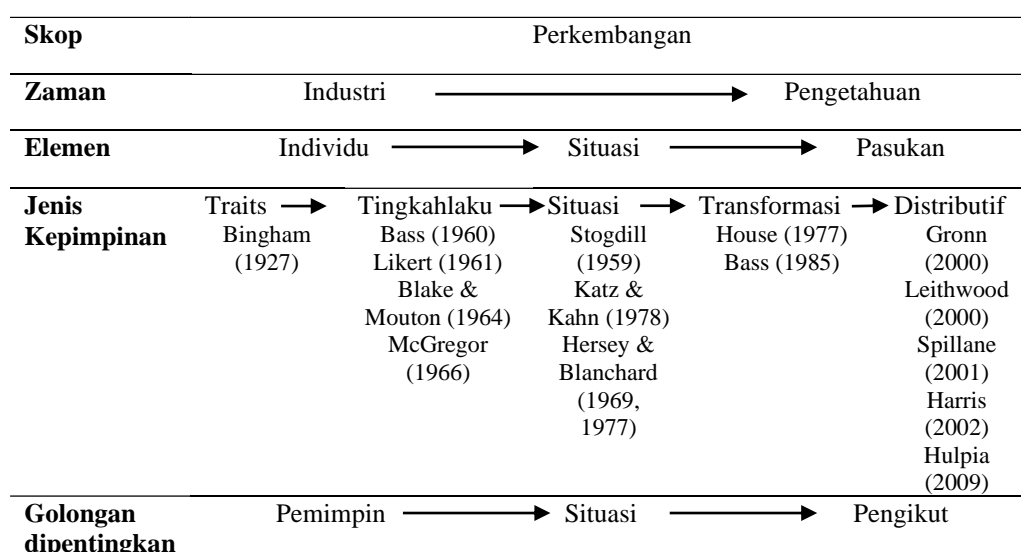 Skop Perkembangan
Zaman Industri Pengetahuan
Elemen Individu Situasi Pasukan
Jenis Kepimpinan
Traits
Bingham
(1927)
Tingkahlaku
Bass (1960)
Likert (1961)
Blake &
Mouton (1964)
McGregor
(1966)
Situasi
Stogdill
(1959)
Katz &
Kahn (1978)
Hersey &
Blanchard
(1969,
1977)
Transformasi
House (1977)
Bass (1985)
Distributif
Gronn
(2000)
Leithwood
(2000)
Spillane
(2001)
Harris
(2002)
Hulpia
(2009)
Golongan
dipentingkan
Pemimpin Situasi Pengikut